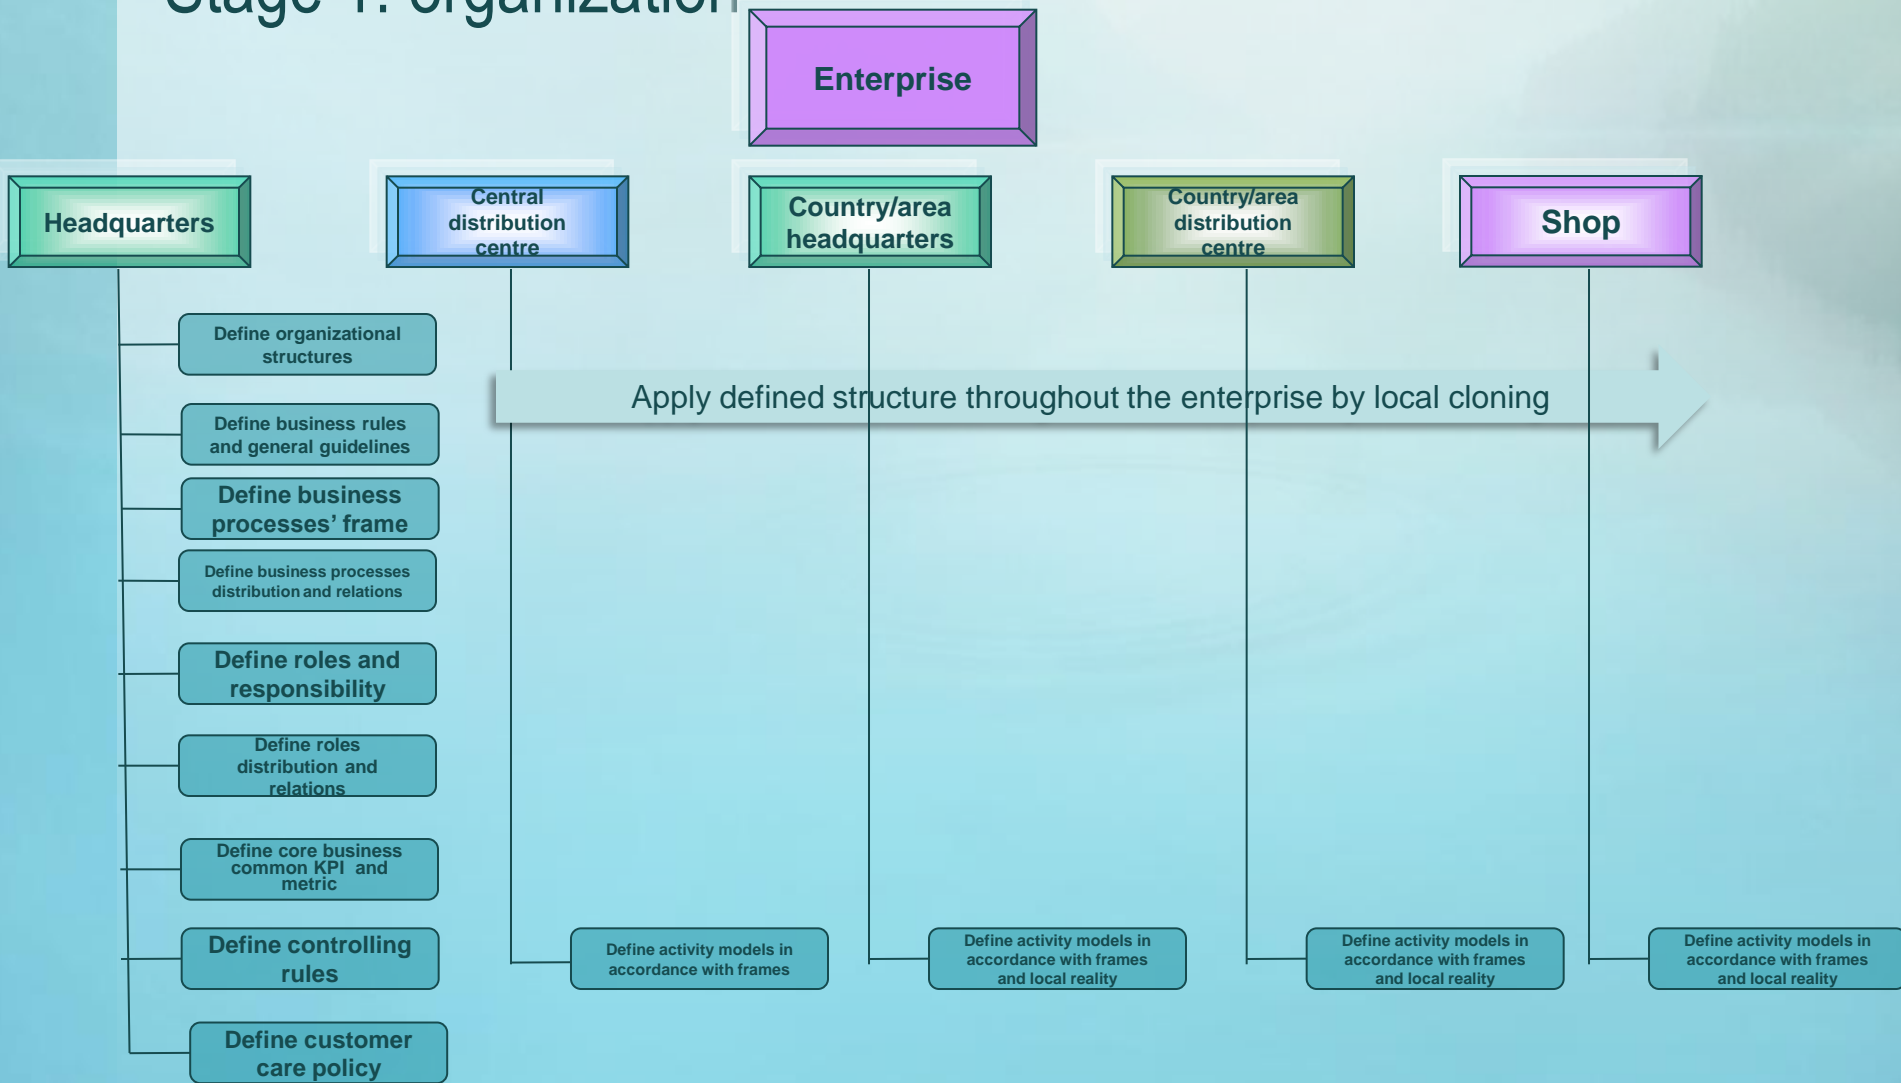 Stage 1: organization
Enterprise
Headquarters
Central
distribution
centre
Country/area
headquarters
Country/area
distribution
centre
Shop
Define organizational
structures
Apply defined structure throughout the enterprise by local cloning
Define business rules
and general guidelines
Define business
processes’ frame
Define business processes
distribution and relations
Define roles and
responsibility
Define roles
distribution and
relations
Define core business
common KPI and
metric
Define controlling
rules
Define activity models in
accordance with frames
Define activity models in
accordance with frames
and local reality
Define activity models in
accordance with frames
and local reality
Define activity models in
accordance with frames
and local reality
Define customer
care policy